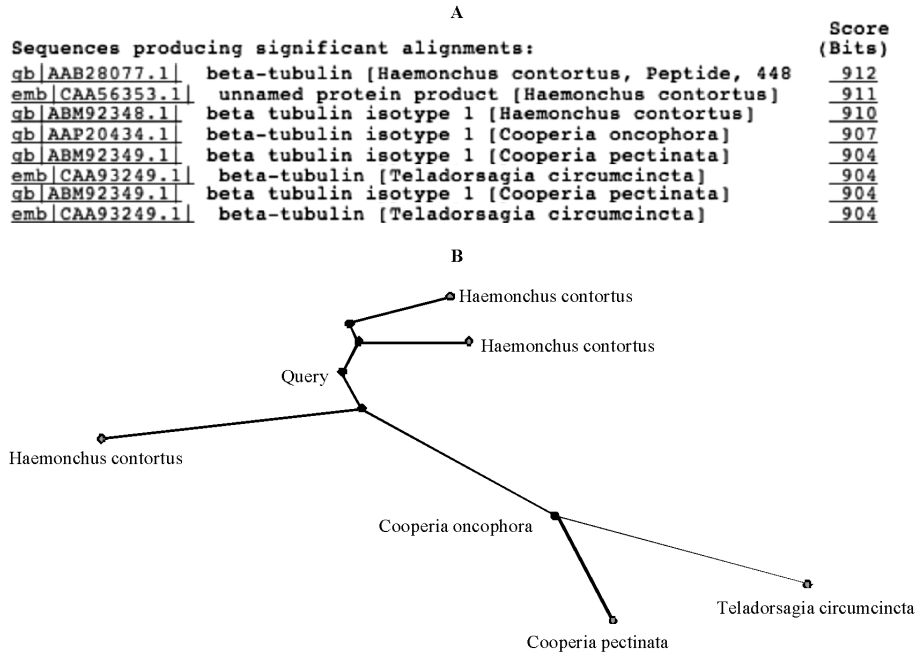 A
Score
Sequences producing significant alignments: (Bits)
gb|AAB28077.1| beta-tubulin [Haemonchus contortus, Peptide, 448 912
emb|CAA56353.1| unnamed protein product [Haemonchus contortus] 911
gb|ABM92348.1| beta tubulin isotype 1 [Haemonchus contortus] 910
gb|AAP20434.1| beta-tubulin isotype 1 [Cooperia oncophora] 907
gb|ABM92349.1| beta tubulin isotype 1 [Cooperia pectinata] 904
emb|CAA93249.1| beta-tubulin [Teladorsagia circumcincta] 904
gb|ABM92349.1| beta tubulin isotype 1 [Cooperia pectinata] 904
emb|CAA93249.1| beta-tubulin [Teladorsagia circumcincta] 904
B
Haemonchus contortus
Haemonchus contortus
Query
Haemonchus contortus
Cooperia oncophora
Teladorsagia circumcincta
Cooperia pectinata